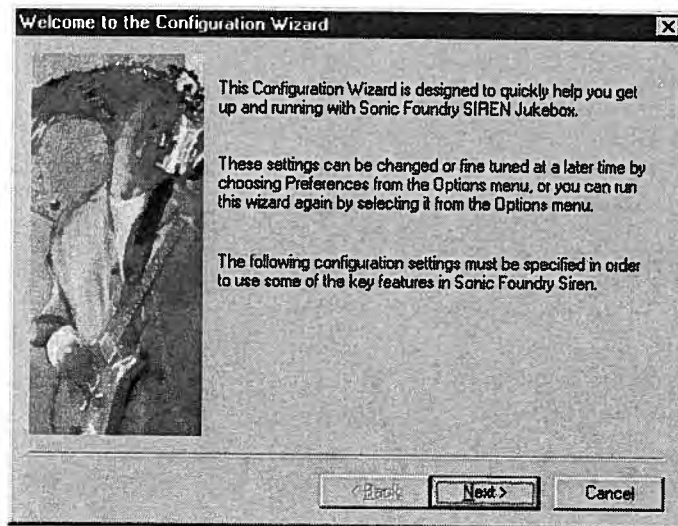 Welcome to the Configuration Wizard
This Configuration Wizard is designed to quickly help you get
up and running with Sonic Foundry SIREN Jukebox.
These settings can be changed or fine tuned at a later time by
choosing Preferences from the Options menu, or you can run
this wizard again by selecting it from the Options menu.
The following configuration settings must be specified in order
to use some of the key features in Sonic Foundry Siren.
< Back Next > Cancel